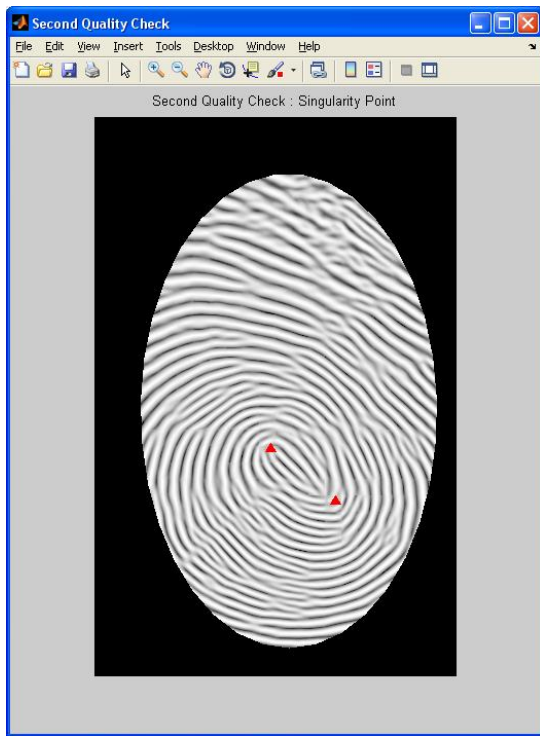 Second Quality Check
File Edit View Insert Tools Desktop Window Help
Second Quality Check : Singularity Point